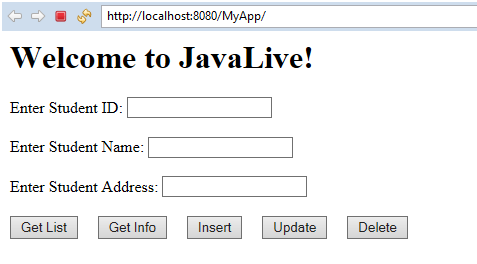 http://localhost:8080/MyApp/
Welcome to JavaLive!
Enter Student ID:
Enter Student Name:
Enter Student Address:
Get List Get Info Insert Update Delete